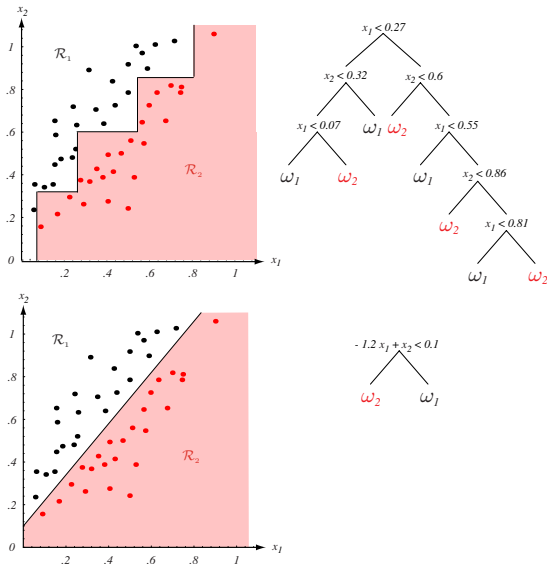 x₂
1
.8
.6
.4
.2
0
.2 .4 .6 .8 1 x₁
ℛ₁
ℛ₂
x₁ < 0.27
x₂ < 0.32 x₂ < 0.6
x₁ < 0.07 ω₁ ω₂ x₁ < 0.55
ω₁ ω₂ ω₁ x₂ < 0.86
ω₂ x₁ < 0.81
ω₁ ω₂
x₂
1
.8
.6
.4
.2
0
.2 .4 .6 .8 1 x₁
ℛ₁
ℛ₂
- 1.2 x₁ + x₂ < 0.1
ω₂ ω₁